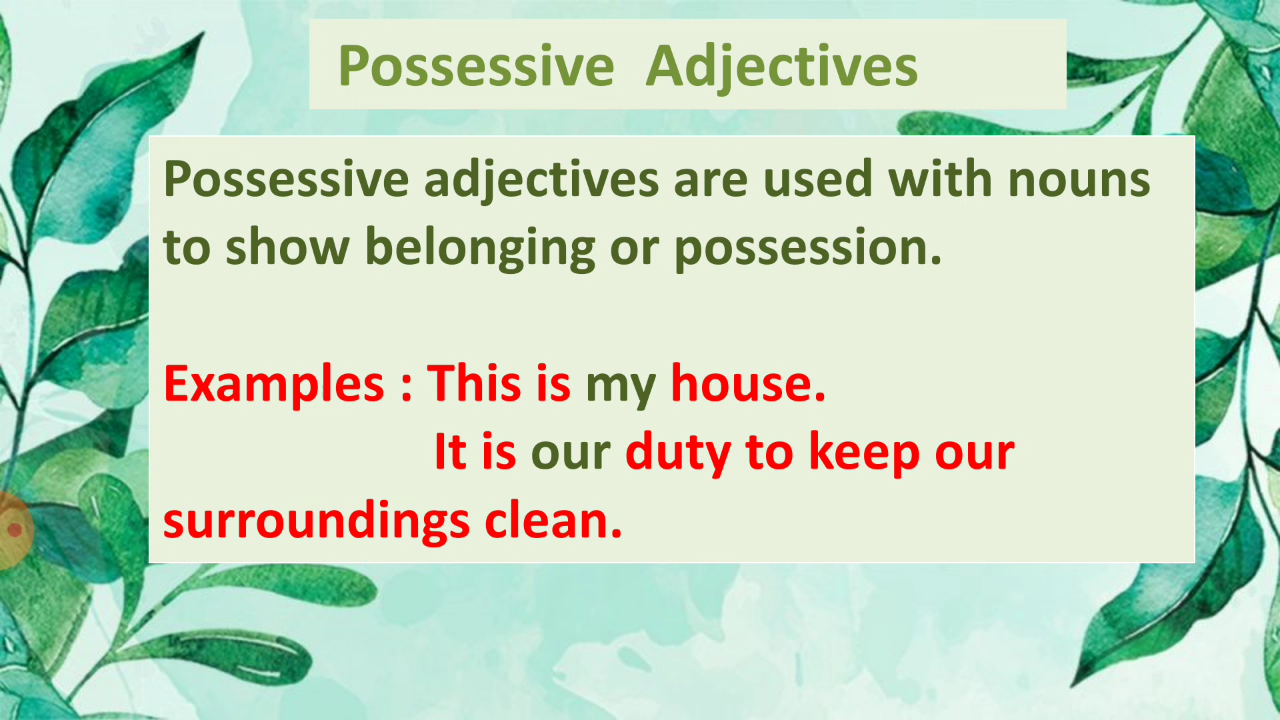 Possessive  Adjectives
Possessive adjectives are used with nouns
to show belonging or possession.
Examples : This is my house.
It is our duty to keep our
surroundings clean.